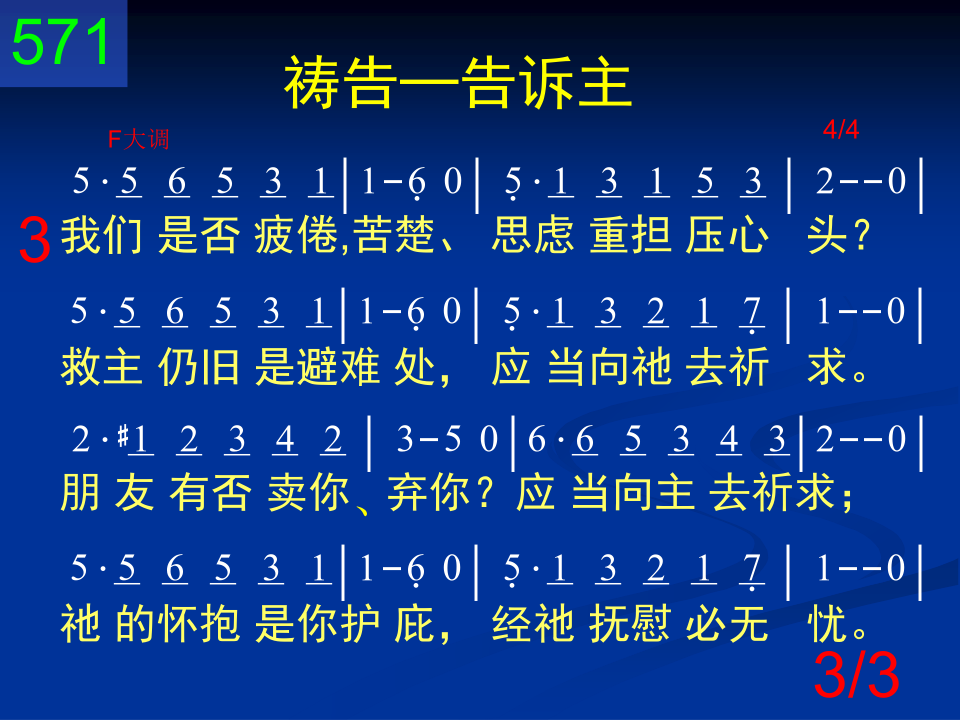 571
祷告—告诉主
F大调
4/4
5 · 5 6 5 3 1 | 1 – 6̣ 0 | 5̣ · 1 3 1 5 3 | 2 – – 0 |
3
我们 是否 疲倦,苦楚、 思虑 重担 压心 头？
5 · 5 6 5 3 1 | 1 – 6̣ 0 | 5̣ · 1 3 2 1 7̣ | 1 – – 0 |
救主 仍旧 是避难 处， 应 当向祂 去祈 求。
2 · #1 2 3 4 2 | 3 – 5 0 | 6 · 6 5 3 4 3 | 2 – – 0 |
朋 友 有否 卖你、弃你？应 当向主 去祈求；
5 · 5 6 5 3 1 | 1 – 6̣ 0 | 5̣ · 1 3 2 1 7̣ | 1 – – 0 |
祂 的怀抱 是你护 庇， 经祂 抚慰 必无 忧。
3/3